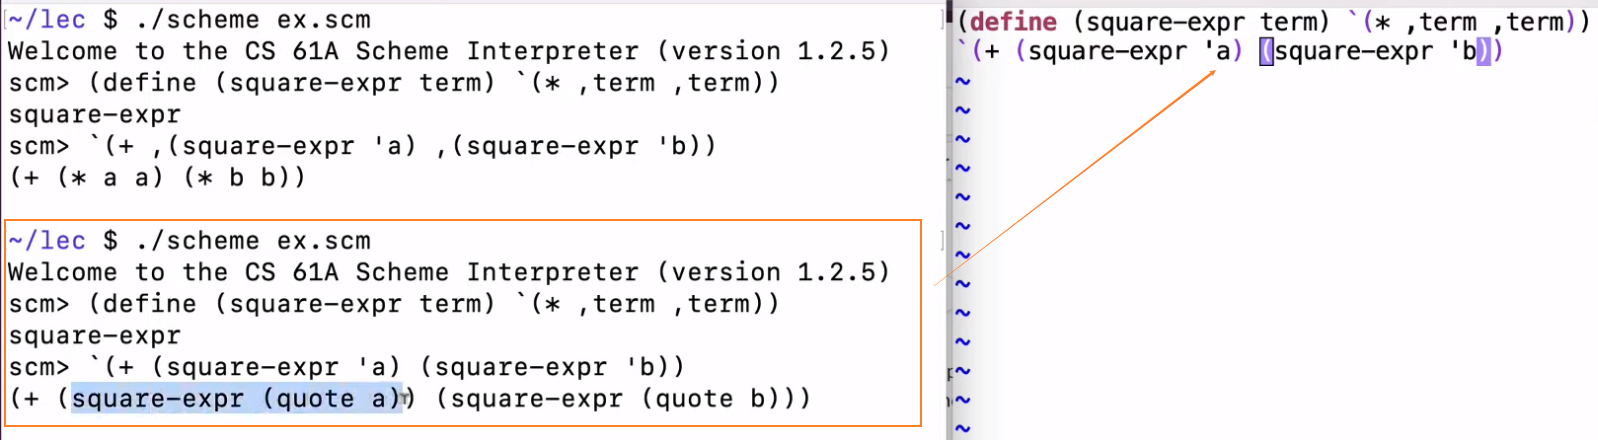 ~/lec $ ./scheme ex.scm
Welcome to the CS 61A Scheme Interpreter (version 1.2.5)
scm> (define (square-expr term) `(* ,term ,term))
square-expr
scm> `(+ ,(square-expr 'a) ,(square-expr 'b))
(+ (* a a) (* b b))
~/lec $ ./scheme ex.scm
Welcome to the CS 61A Scheme Interpreter (version 1.2.5)
scm> (define (square-expr term) `(* ,term ,term))
square-expr
scm> `(+ (square-expr 'a) (square-expr 'b))
(+ (square-expr (quote a)) (square-expr (quote b)))
(define (square-expr term) `(* ,term ,term))
`(+ (square-expr 'a) (square-expr 'b))
~
~
~
~
~
~
~
~
~
~
~
~
~